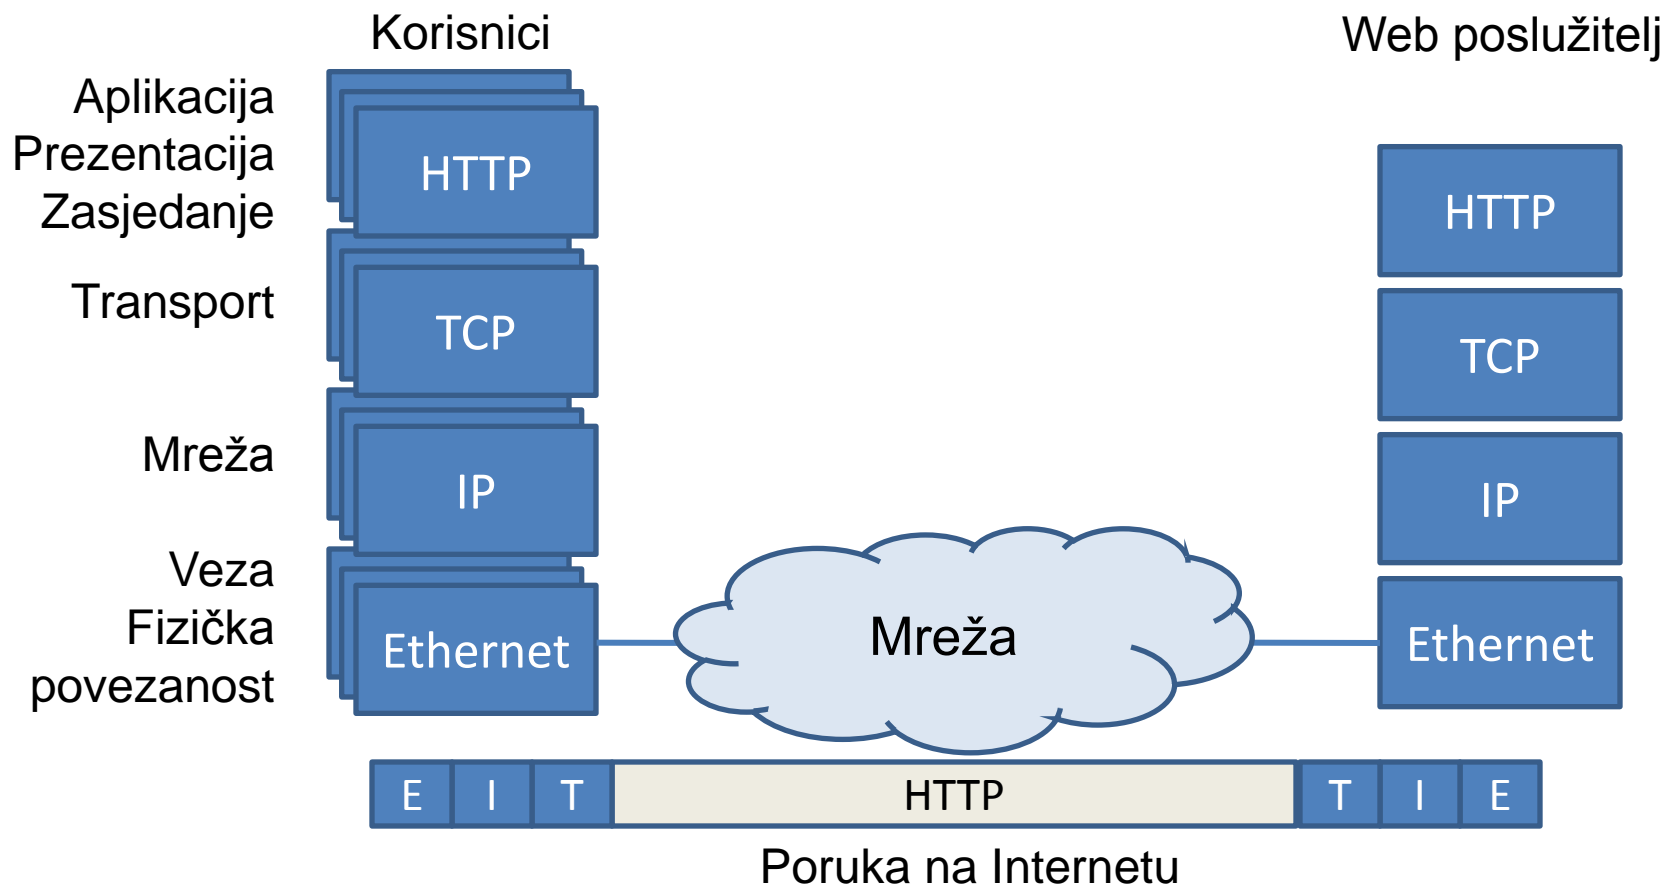 Korisnici
Web poslužitelj
Aplikacija
Prezentacija
Zasjedanje
Transport
Mreža
Veza
Fizička
povezanost
HTTP
TCP
IP
Ethernet
Mreža
HTTP
TCP
IP
Ethernet
E I T HTTP T I E
Poruka na Internetu